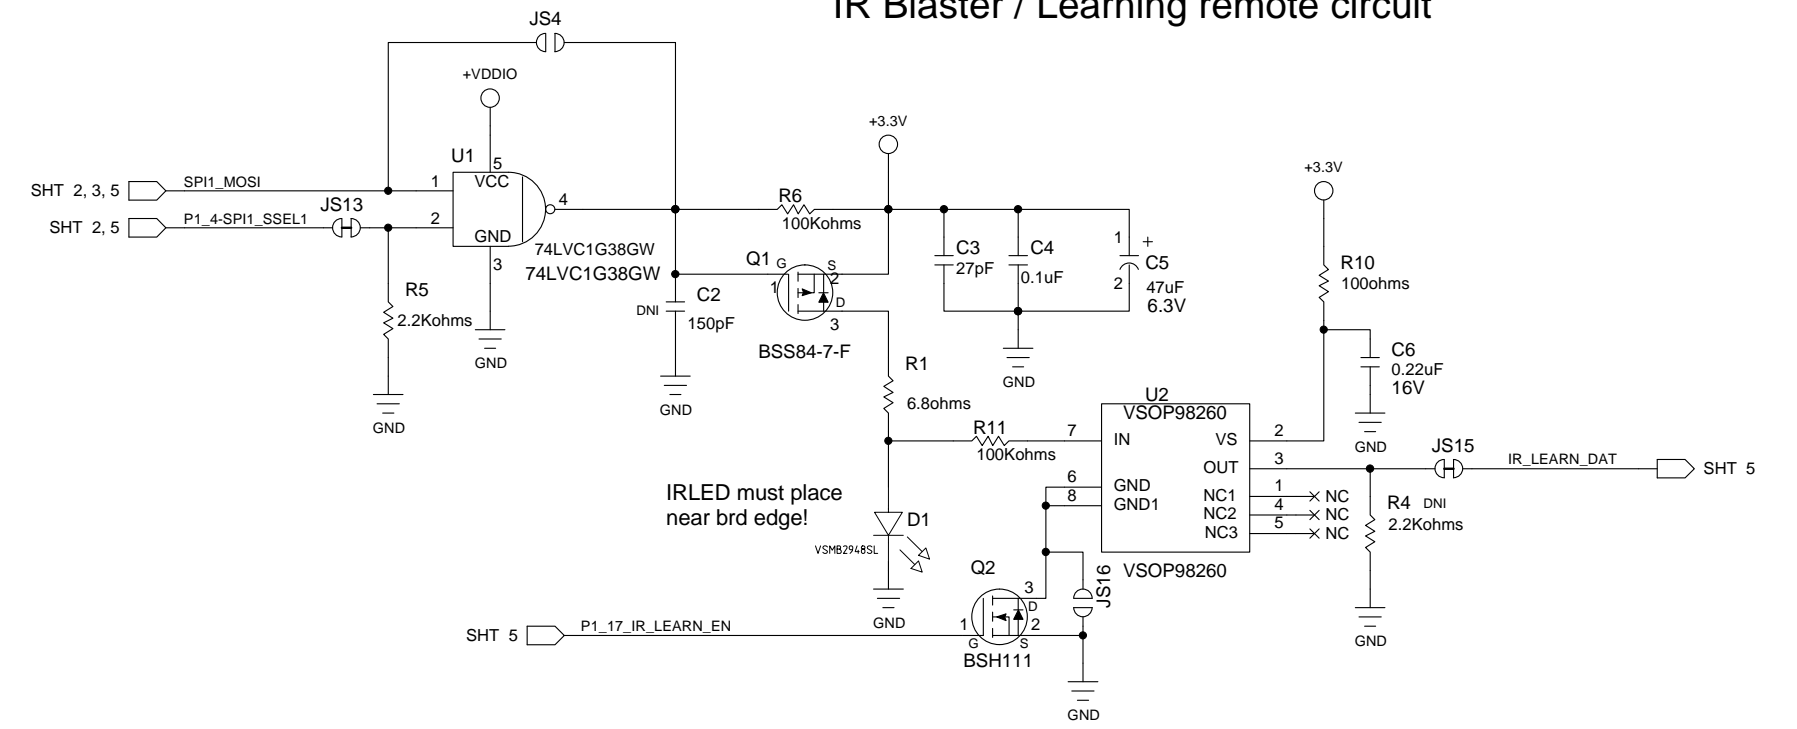 IR Blaster / Learning remote circuit
JS4
+VDDIO
+3.3V
+3.3V
U1
5
VCC
SHT 2, 3, 5
SPI1_MOSI
1
4
R6
100Kohms
JS13
SHT 2, 5
P1_4-SPI1_SSEL1
2
GND
3
74LVC1G38GW
74LVC1G38GW
Q1
G
1
S
2
D
3
BSS84-7-F
C3
27pF
C4
0.1uF
1
+
C5
2
47uF
6.3V
R10
100ohms
R5
2.2Kohms
GND
GND
C2
DNI
150pF
GND
GND
R1
6.8ohms
C6
0.22uF
16V
GND
U2
VSOP98260
R11
100Kohms
7
IN
VS
2
OUT
3
JS15
IR_LEARN_DAT
SHT 5
6
GND
8
GND1
NC1
1
NC
NC2
4
NC
NC3
5
NC
R4
DNI
2.2Kohms
GND
VSOP98260
IRLED must place
near brd edge!
D1
VSMB2948SL
GND
Q2
3
D
JS16
SHT 5
P1_17_IR_LEARN_EN
1
G
2
S
BSH111
GND